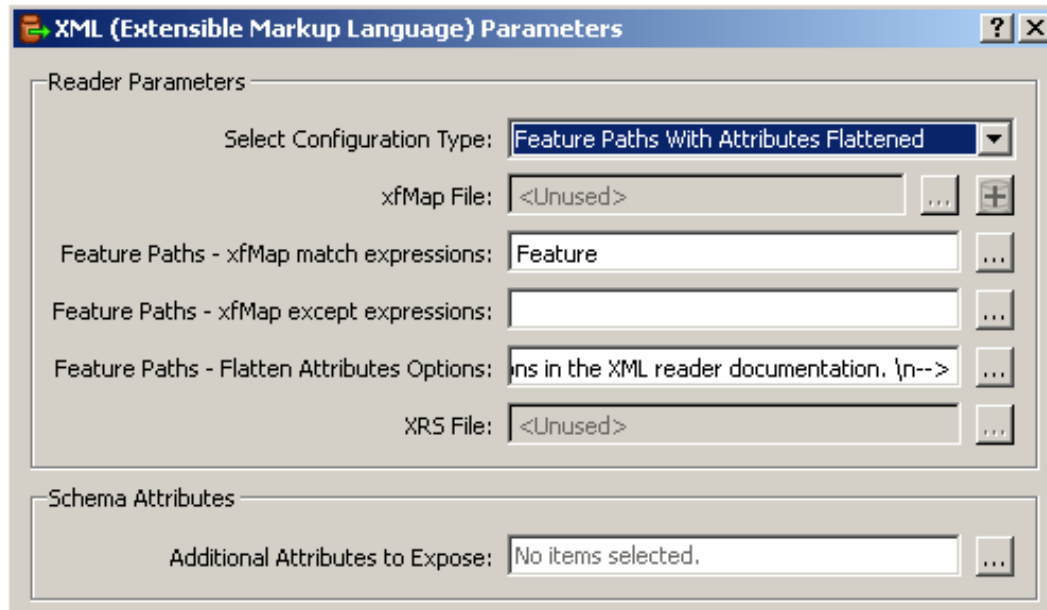 XML (Extensible Markup Language) Parameters
Reader Parameters
Select Configuration Type: Feature Paths With Attributes Flattened
xfMap File: <Unused> ...
Feature Paths - xfMap match expressions: Feature ...
Feature Paths - xfMap except expressions: ...
Feature Paths - Flatten Attributes Options: ons in the XML reader documentation. \n--> ...
XRS File: <Unused> ...
Schema Attributes
Additional Attributes to Expose: No items selected. ...